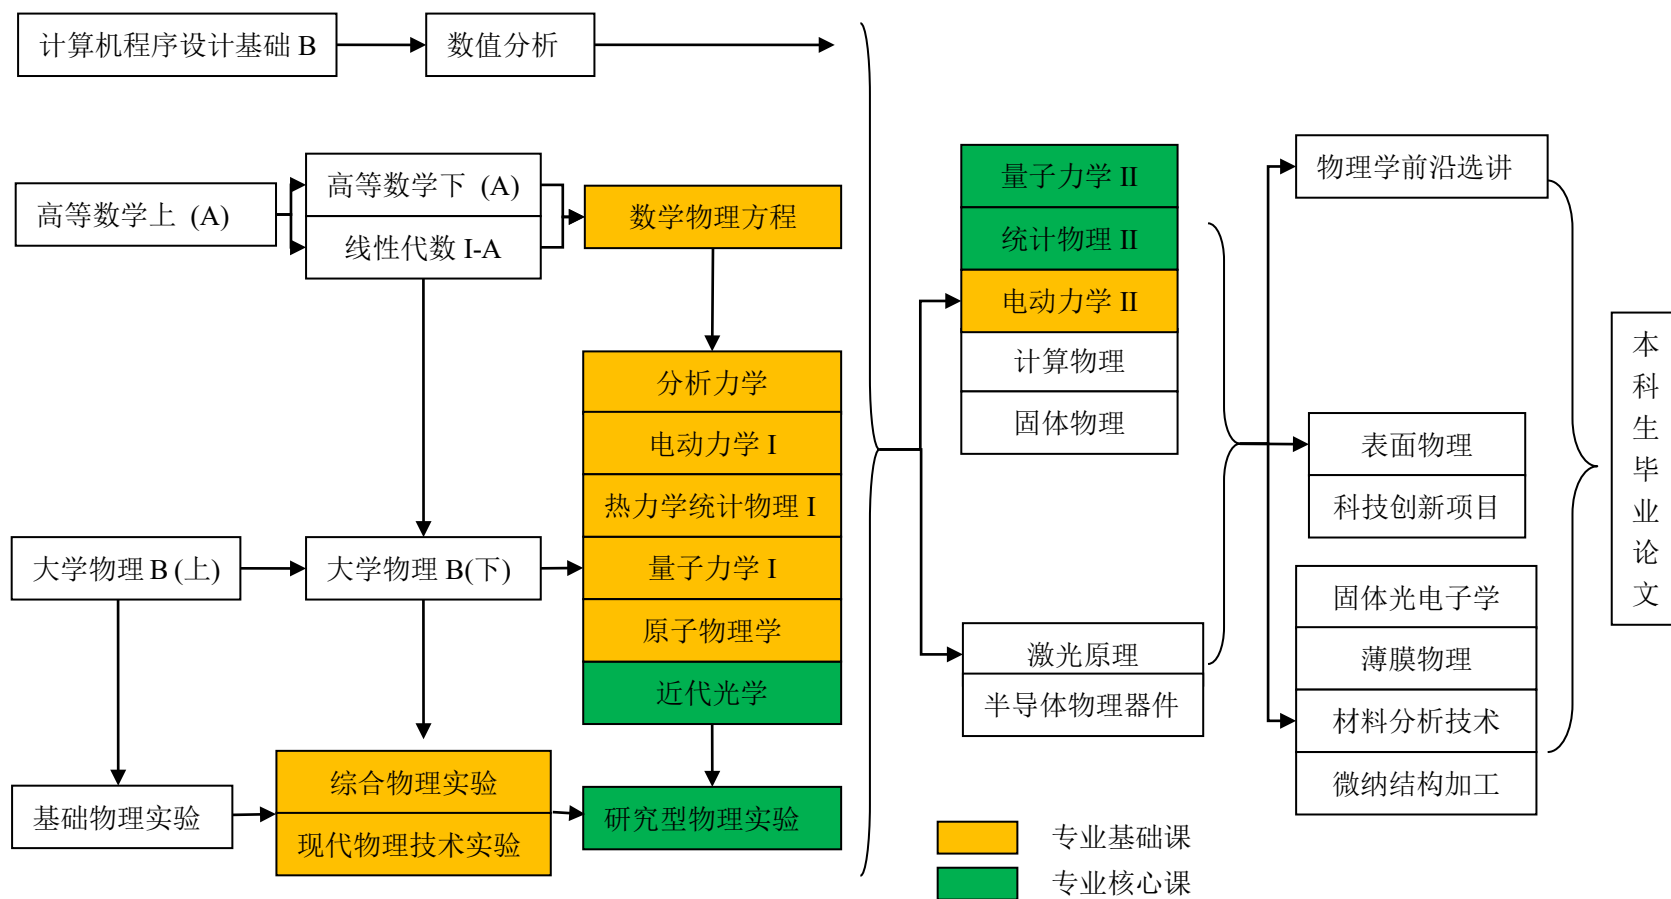 计算机程序设计基础 B
数值分析
高等数学上 (A)
高等数学下 (A)
线性代数 I-A
数学物理方程
分析力学
电动力学 I
热力学统计物理 I
量子力学 I
原子物理学
近代光学
大学物理 B (上)
大学物理 B(下)
基础物理实验
综合物理实验
现代物理技术实验
研究型物理实验
量子力学 II
统计物理 II
电动力学 II
计算物理
固体物理
激光原理
半导体物理器件
物理学前沿选讲
表面物理
科技创新项目
固体光电子学
薄膜物理
材料分析技术
微纳结构加工
本
科
生
毕
业
论
文
专业基础课
专业核心课